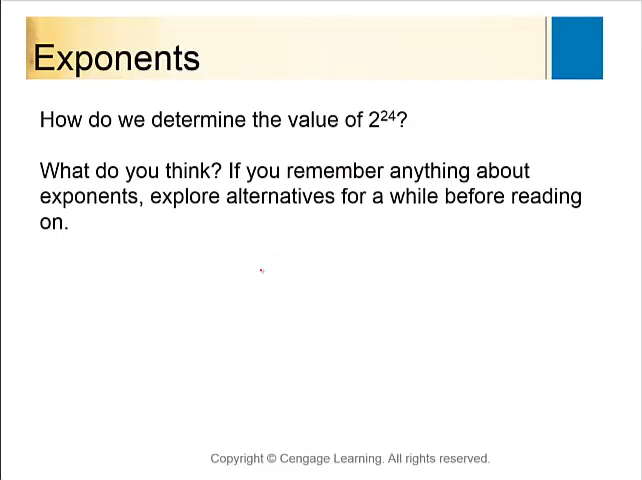 Exponents
How do we determine the value of 2²⁴?
What do you think? If you remember anything about
exponents, explore alternatives for a while before reading
on.
Copyright © Cengage Learning. All rights reserved.